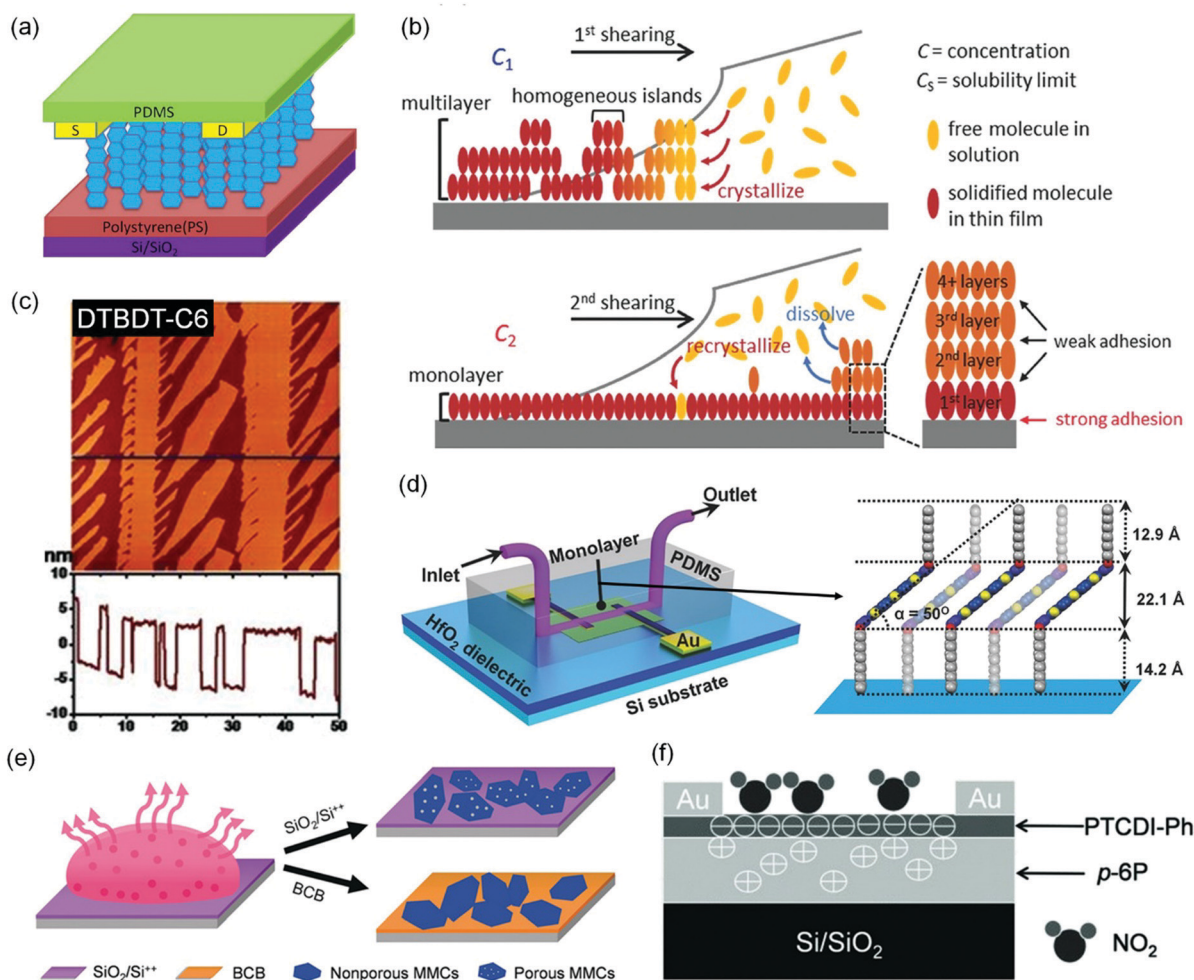 (a)
PDMS
S
D
Polystyrene(PS)
Si/SiO2
(b)
C1
1st shearing
multilayer
homogeneous islands
crystallize
C = concentration
CS = solubility limit
free molecule in
solution
solidified molecule
in thin film
C2
2nd shearing
dissolve
recrystallize
monolayer
4+ layers
3rd layer
2nd layer
1st layer
weak adhesion
strong adhesion
(c)
DTBDT-C6
nm
10
5
0
-5
-10
0
10
20
30
40
50
(d)
Outlet
Monolayer
Inlet
PDMS
HfO2 dielectric
Au
Si substrate
α = 50O
12.9 Å
22.1 Å
14.2 Å
(e)
SiO2/Si++
BCB
SiO2/Si++
BCB
Nonporous MMCs
Porous MMCs
(f)
Au
Au
PTCDI-Ph
p-6P
Si/SiO2
NO2